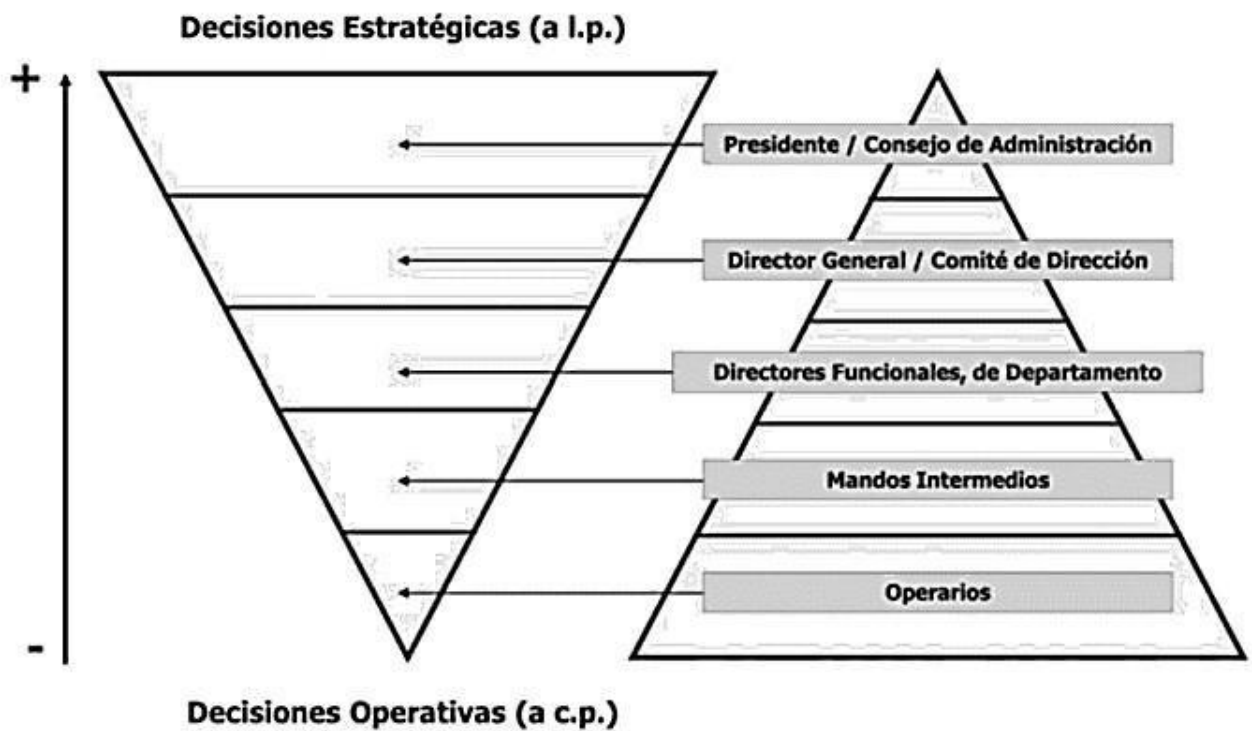 Decisiones Estratégicas (a l.p.)
+
Presidente / Consejo de Administración
Director General / Comité de Dirección
Directores Funcionales, de Departamento
Mandos Intermedios
Operarios
-
Decisiones Operativas (a c.p.)